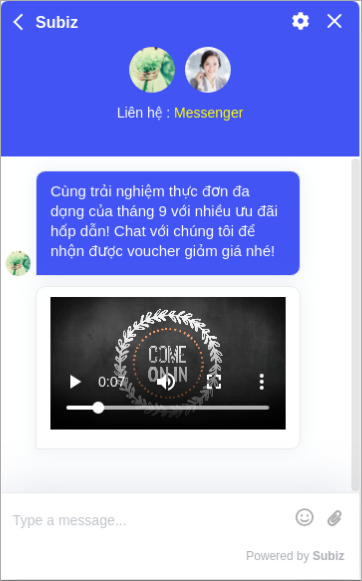 Subiz
Liên hệ : Messenger
Cùng trải nghiệm thực đơn đa
dạng của tháng 9 với nhiều ưu đãi
hấp dẫn! Chat với chúng tôi để
nhận được voucher giảm giá nhé!
COME
ON IN
0:07
Type a message...
Powered by Subiz